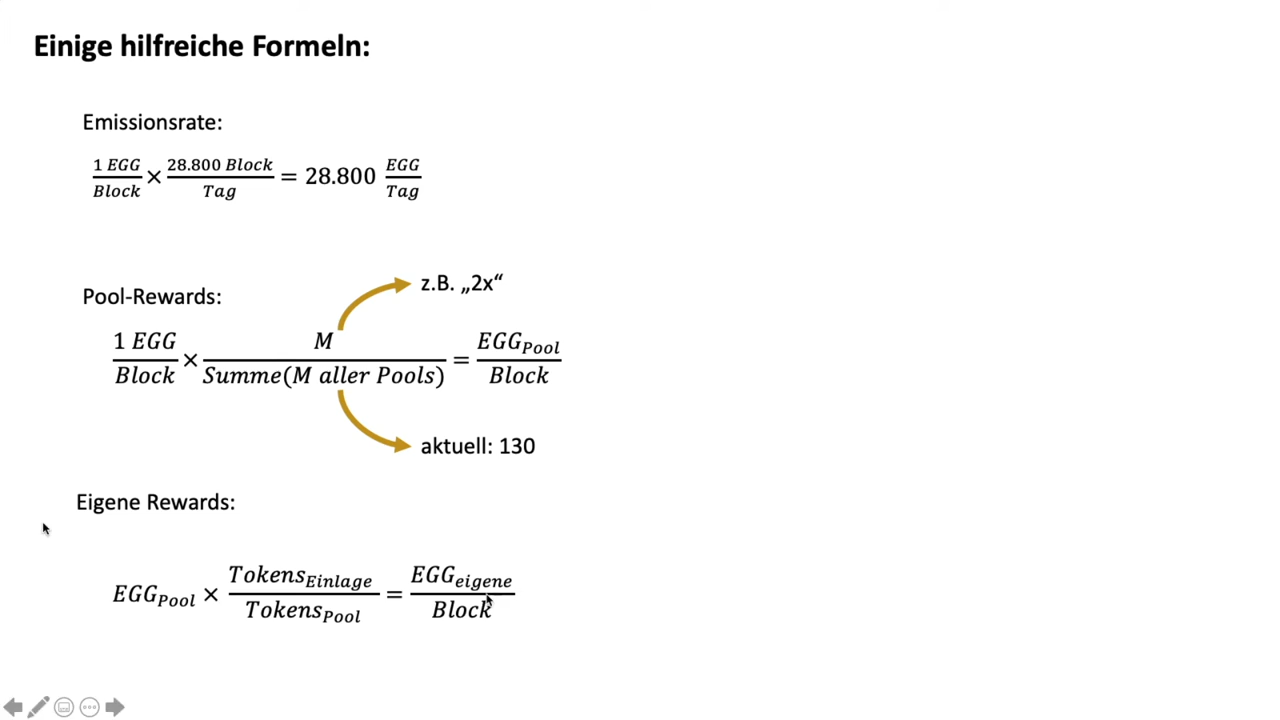 Einige hilfreiche Formeln:
Emissionsrate:
1 EGG / Block × 28.800 Block / Tag = 28.800 EGG / Tag
z.B. „2x“
Pool-Rewards:
1 EGG / Block × M / Summe(M aller Pools) = EGG_Pool / Block
aktuell: 130
Eigene Rewards:
EGG_Pool × Tokens_Einlage / Tokens_Pool = EGG_eigene / Block